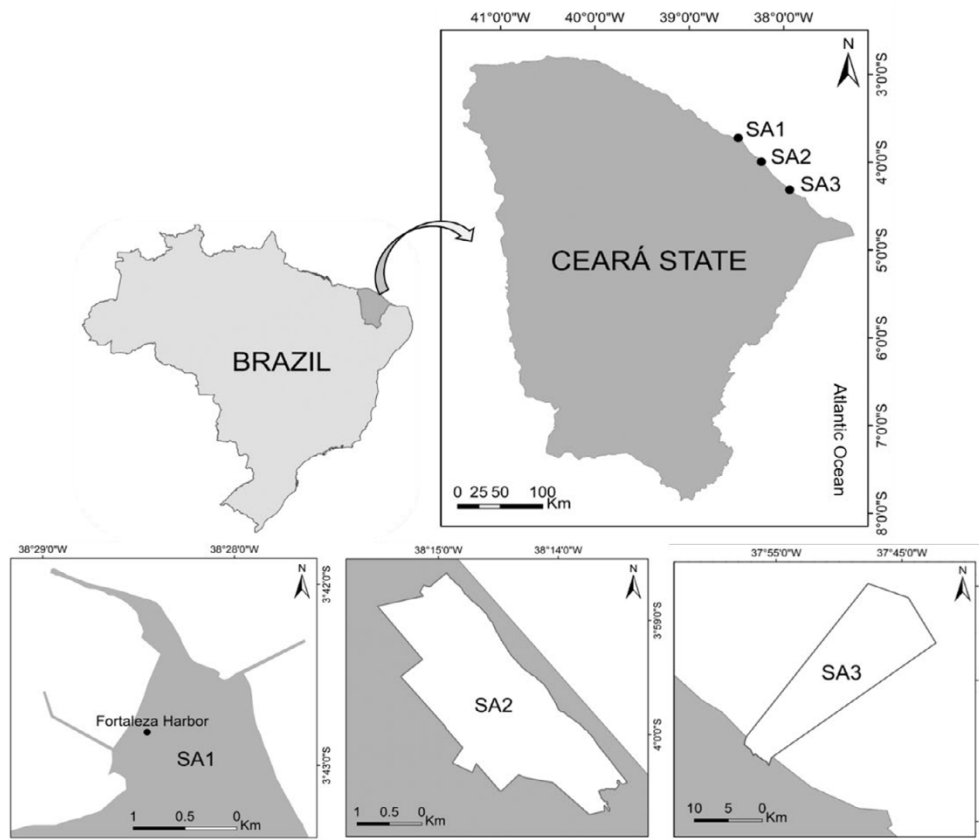 41°0'0"W 40°0'0"W 39°0'0"W 38°0'0"W
N
3°0'0"S
SA1
SA2
4°0'0"S
SA3
CEARÁ STATE
5°0'0"S
BRAZIL
6°0'0"S
Atlantic Ocean
7°0'0"S
0 25 50 100
Km
8°0'0"S
38°29'0"W 38°28'0"W
N
3°42'0"S
Fortaleza Harbor
SA1
3°43'0"S
1 0.5 0
Km
38°15'0"W 38°14'0"W
N
3°59'0"S
SA2
4°0'0"S
1 0.5 0
Km
37°55'0"W 37°45'0"W
N
SA3
10 5 0
Km